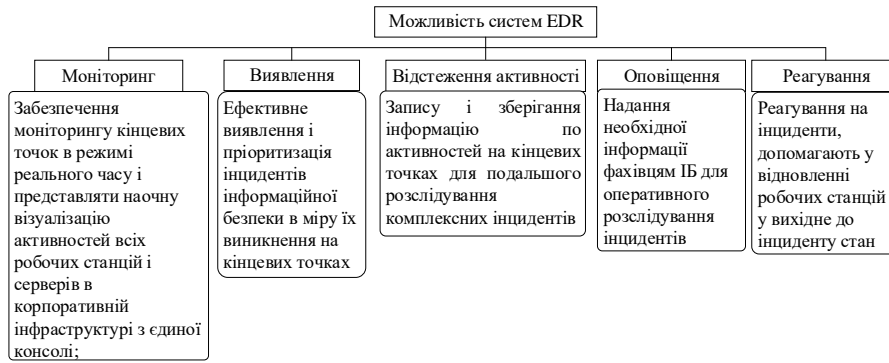 Можливість систем EDR
Моніторинг
Забезпечення
моніторингу кінцевих
точок в режимі
реального часу і
представляти наочну
візуалізацію
активностей всіх
робочих станцій і
серверів в
корпоративній
інфраструктурі з єдиної
консолі;
Виявлення
Ефективне
виявлення і
пріоритизація
інцидентів
інформаційної
безпеки в міру їх
виникнення на
кінцевих точках
Відстеження активності
Запису і зберігання
інформацію по
активностей на кінцевих
точках для подальшого
розслідування
комплексних інцидентів
Оповіщення
Надання
необхідної
інформації
фахівцям ІБ для
оперативного
розслідування
інцидентів
Реагування
Реагування на
інциденти,
допомагають у
відновленні
робочих станцій
у вихідне до
інциденту стан